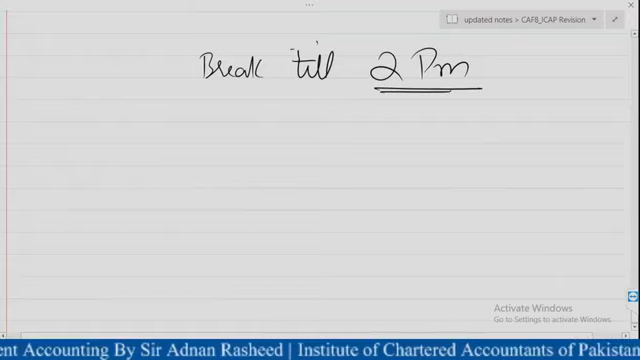 updated notes > CAF8_ICAP Revision
Break till 2 Pm
Activate Windows
Go to Settings to activate Windows.
ent Accounting By Sir Adnan Rasheed | Institute of Chartered Accountants of Pakistan